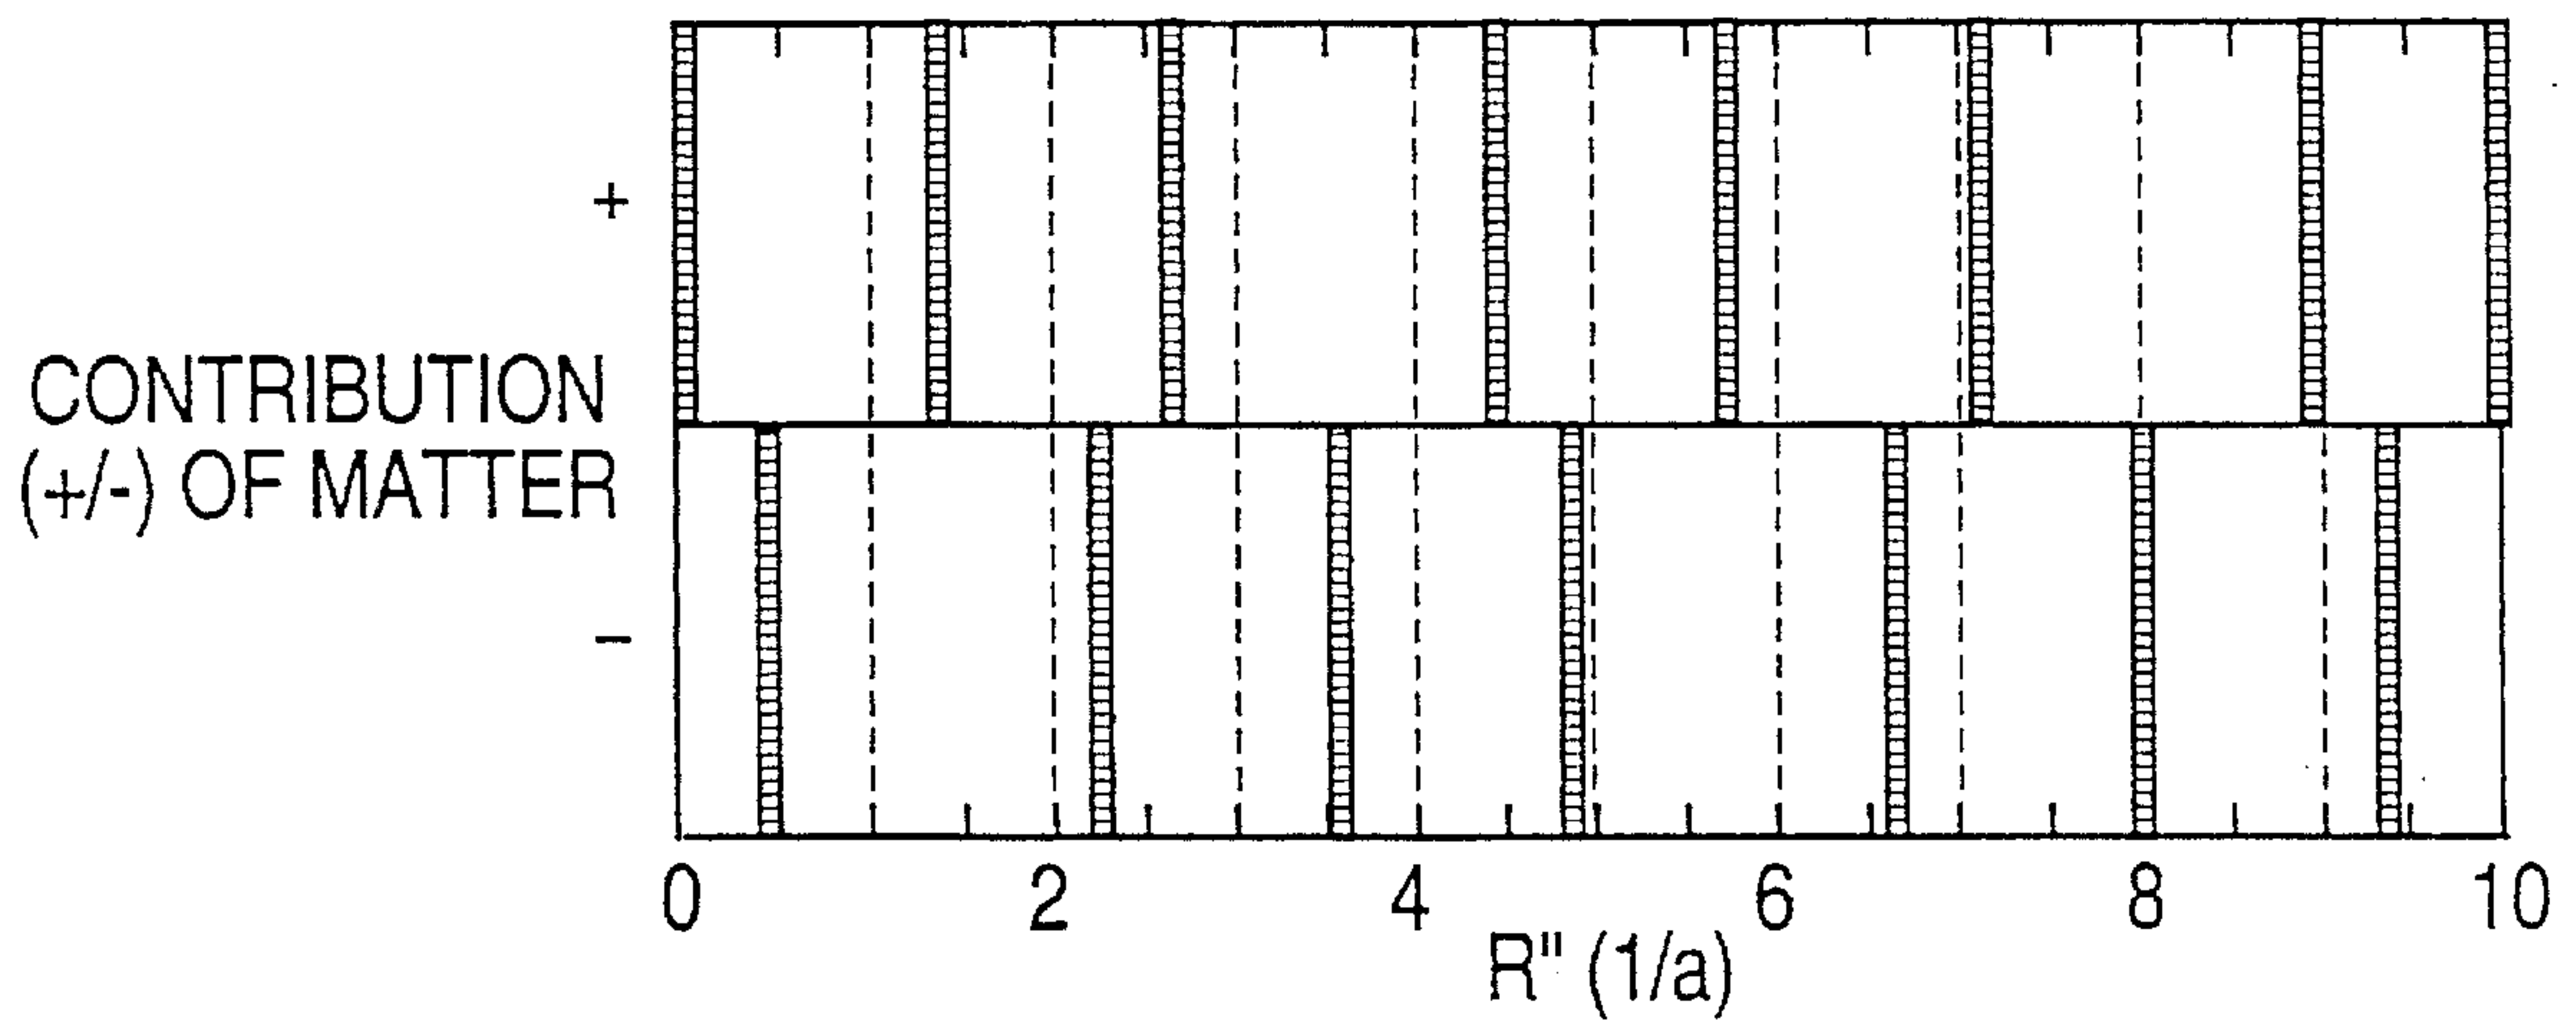 +
CONTRIBUTION
(+/-) OF MATTER
−
0 2 4 6 8 10
R" (1/a)